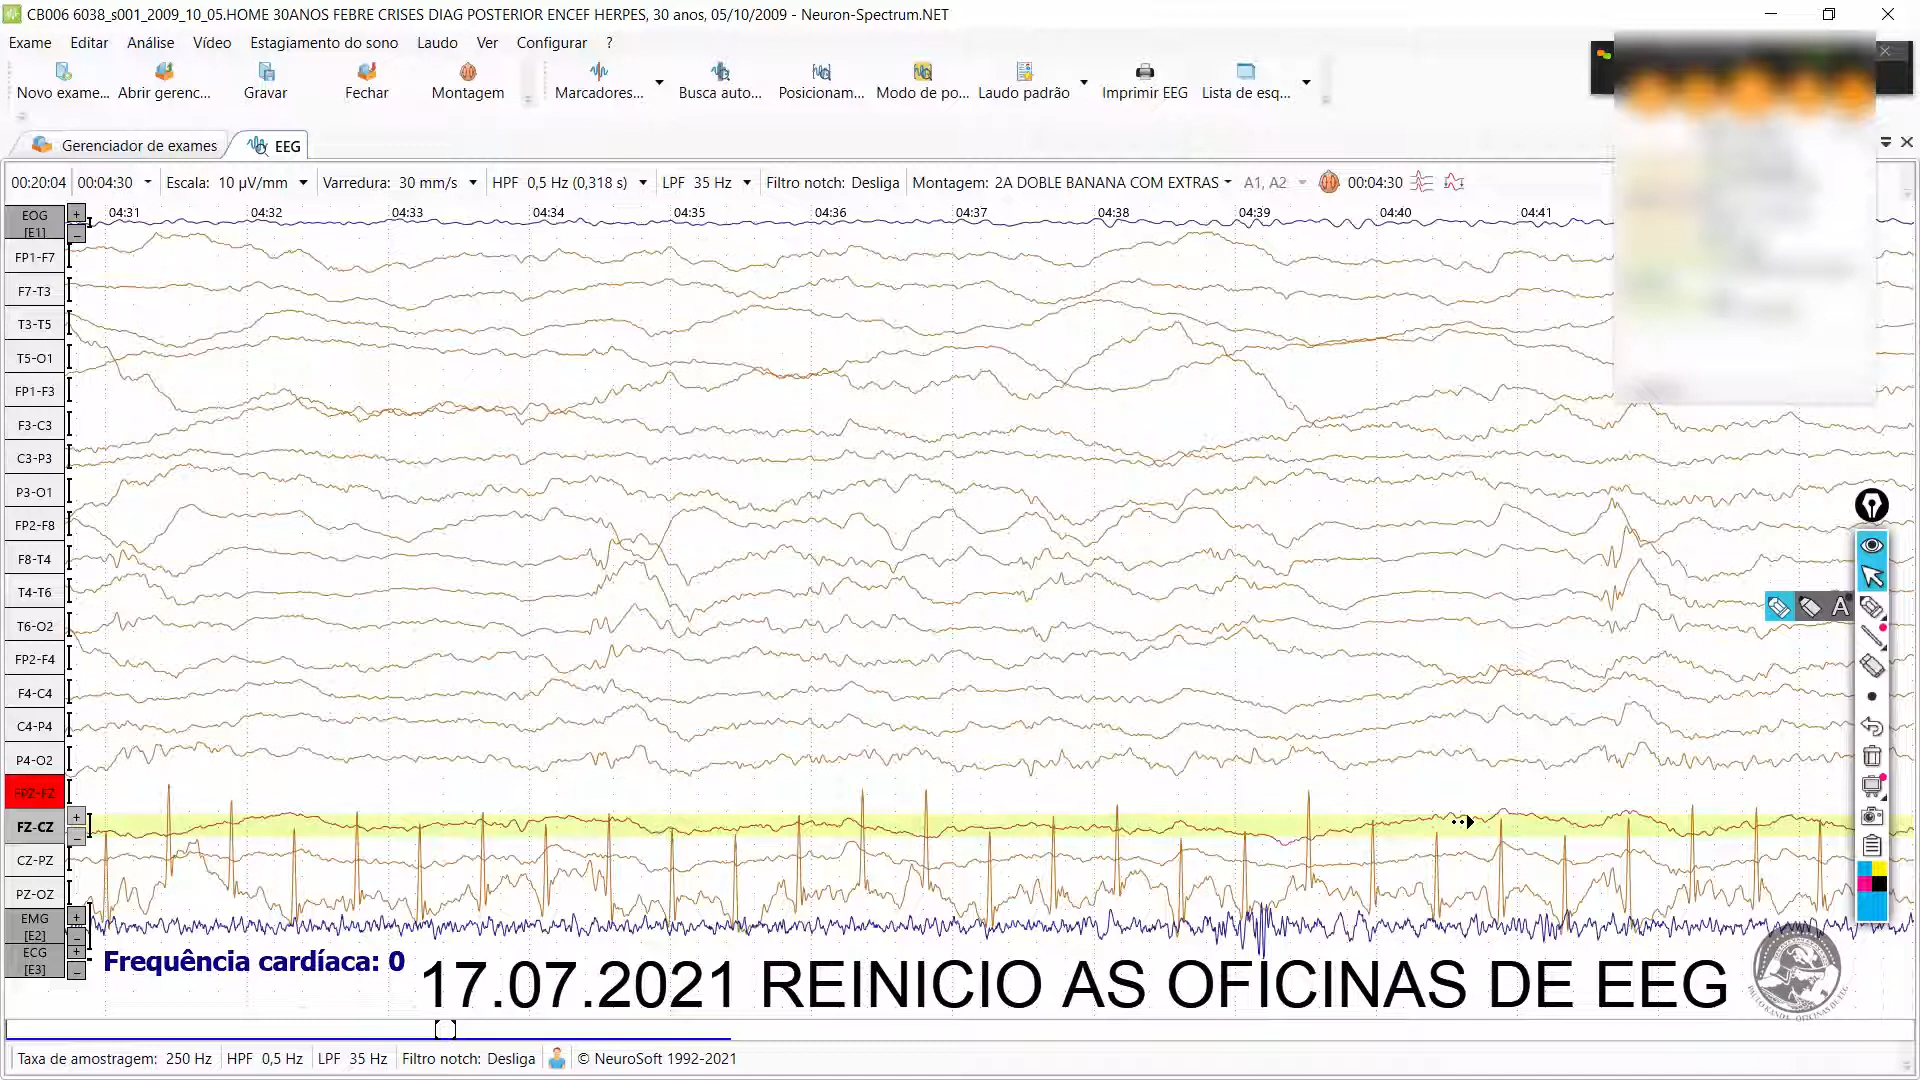 CB006 6038_s001_2009_10_05.HOME 30ANOS FEBRE CRISES DIAG POSTERIOR ENCEF HERPES, 30 anos, 05/10/2009 - Neuron-Spectrum.NET
Exame Editar Análise Vídeo Estagiamento do sono Laudo Ver Configurar ?
Novo exame... Abrir gerenc... Gravar Fechar Montagem Marcadores... Busca auto... Posicionam... Modo de po... Laudo padrão Imprimir EEG Lista de esq...
Gerenciador de exames EEG
00:20:04 00:04:30 Escala: 10 µV/mm Varredura: 30 mm/s HPF 0,5 Hz (0,318 s) LPF 35 Hz Filtro notch: Desliga Montagem: 2A DOBLE BANANA COM EXTRAS A1, A2 00:04:30
04:31 04:32 04:33 04:34 04:35 04:36 04:37 04:38 04:39 04:40 04:41
EOG
[E1]
FP1-F7
F7-T3
T3-T5
T5-O1
FP1-F3
F3-C3
C3-P3
P3-O1
FP2-F8
F8-T4
T4-T6
A
T6-O2
FP2-F4
F4-C4
C4-P4
P4-O2
FP2-FZ
FZ-CZ
CZ-PZ
PZ-OZ
EMG
[E2]
ECG
[E3]
Frequência cardíaca: 0
17.07.2021 REINICIO AS OFICINAS DE EEG
Taxa de amostragem: 250 Hz HPF 0,5 Hz LPF 35 Hz Filtro notch: Desliga © NeuroSoft 1992-2021